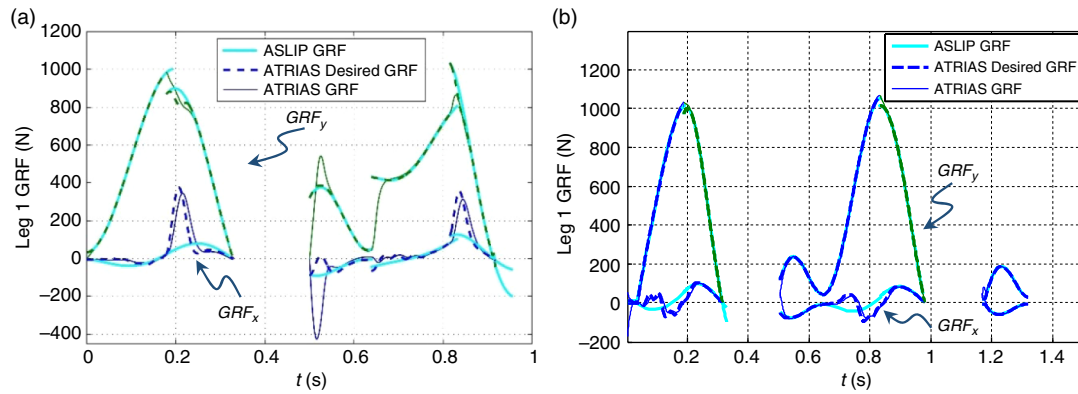 (a)
1200
1000
800
600
400
200
0
−200
−400
Leg 1 GRF (N)
ASLIP GRF
ATRIAS Desired GRF
ATRIAS GRF
GRFy
GRFx
0
0.2
0.4
0.6
0.8
1
t (s)
(b)
1200
1000
800
600
400
200
0
−200
Leg 1 GRF (N)
ASLIP GRF
ATRIAS Desired GRF
ATRIAS GRF
GRFy
GRFx
0.2
0.4
0.6
0.8
1
1.2
1.4
t (s)